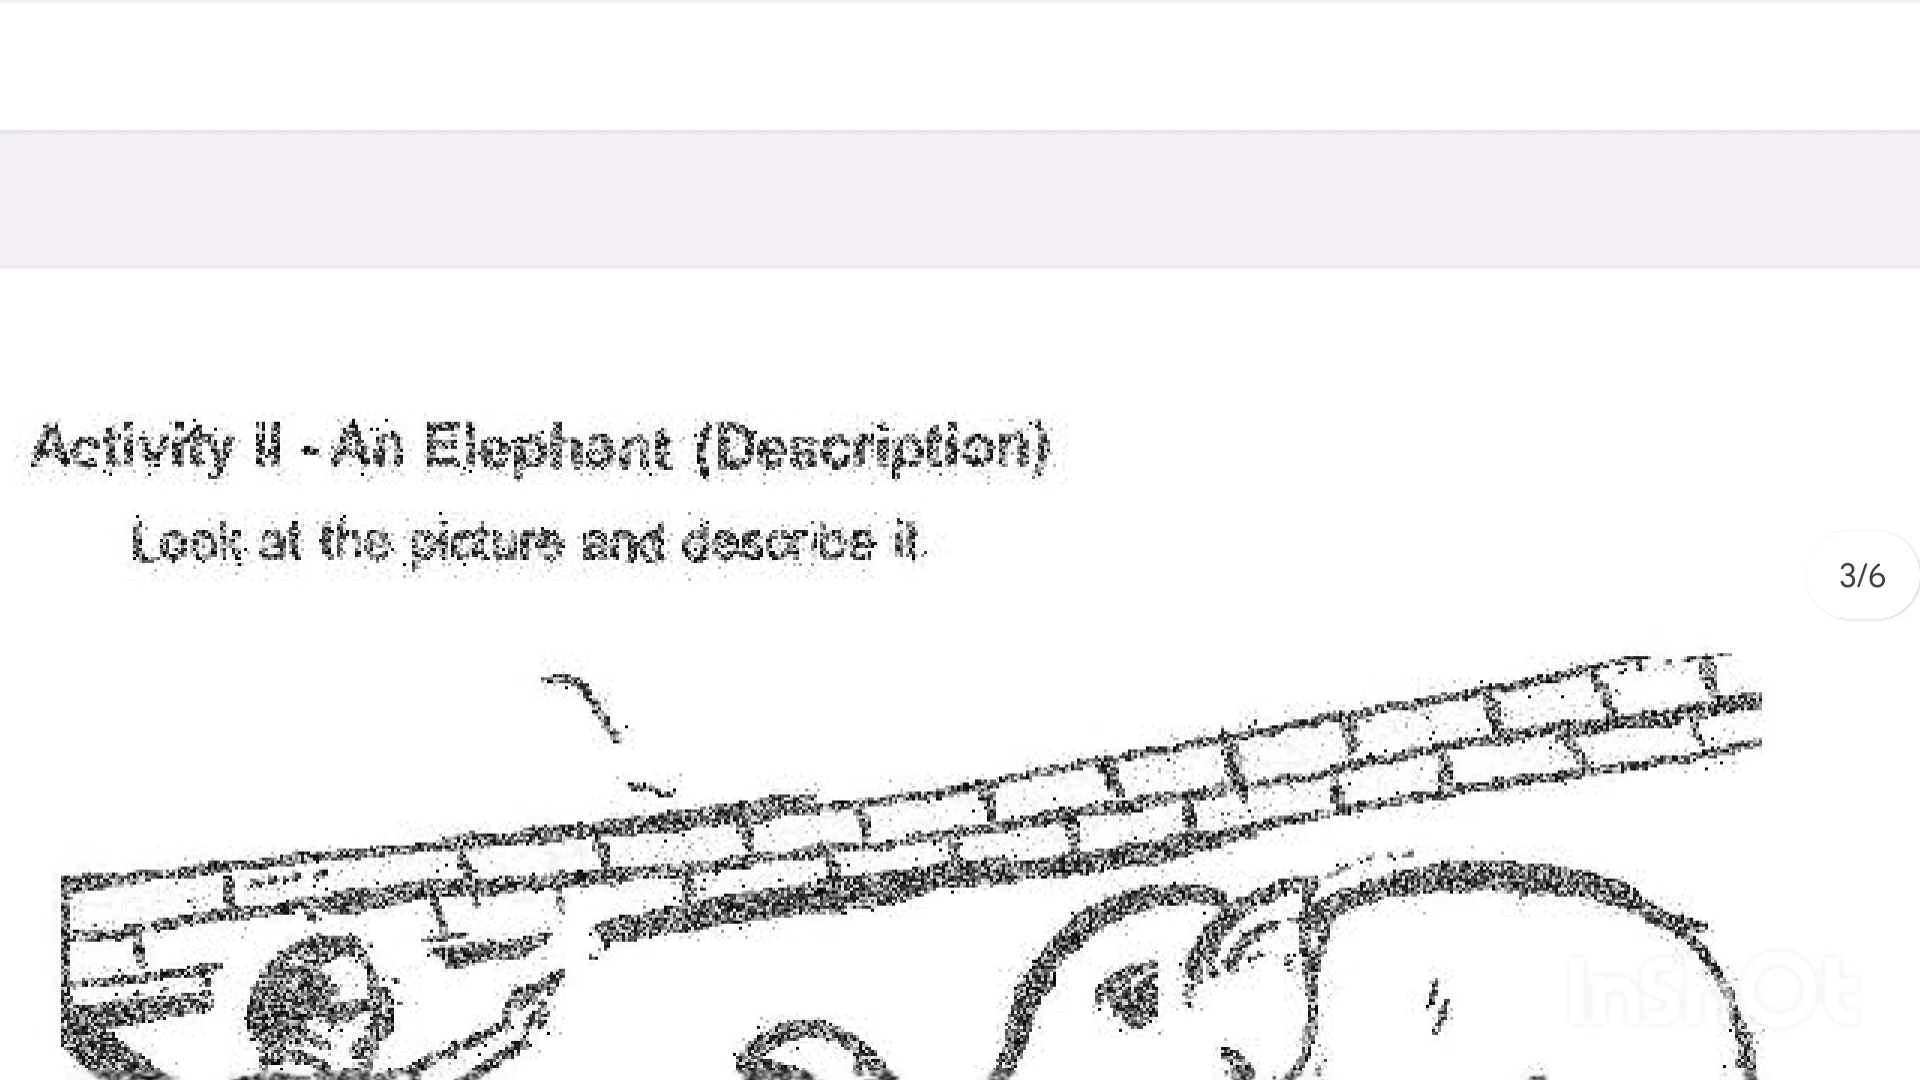 Activity II - An Elephant (Description)
Look at the picture and describe it.
3/6
InShOt